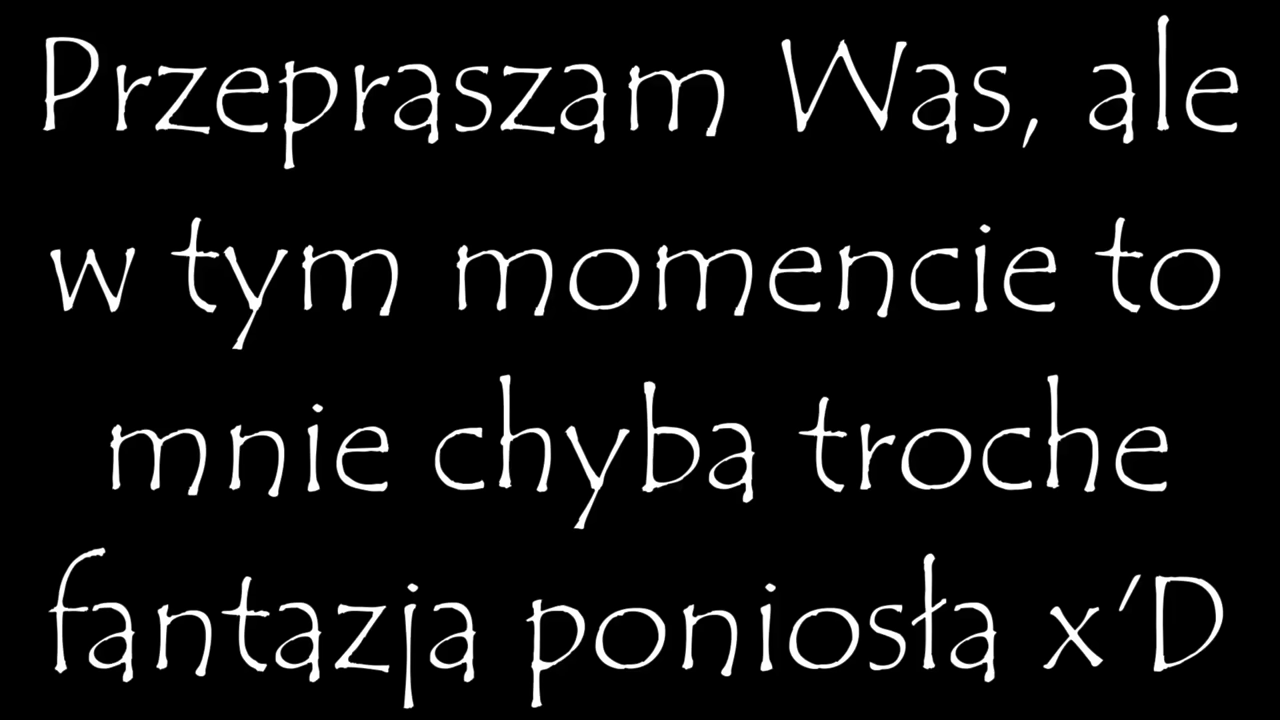 Przepraszam Was, ale
w tym momencie to
mnie chyba troche
fantazja poniosła x'D